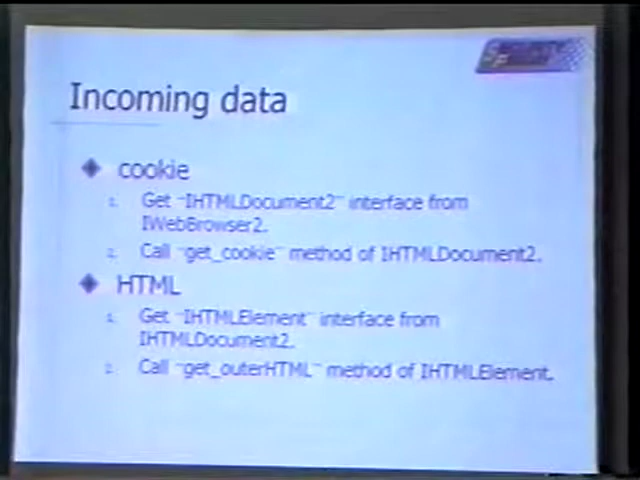 Incoming data
cookie
1. Get "IHTMLDocument2" interface from
IWebBrowser2.
2. Call "get_cookie" method of IHTMLDocument2.
HTML
1. Get "IHTMLElement" interface from
IHTMLDocument2.
2. Call "get_outerHTML" method of IHTMLElement.